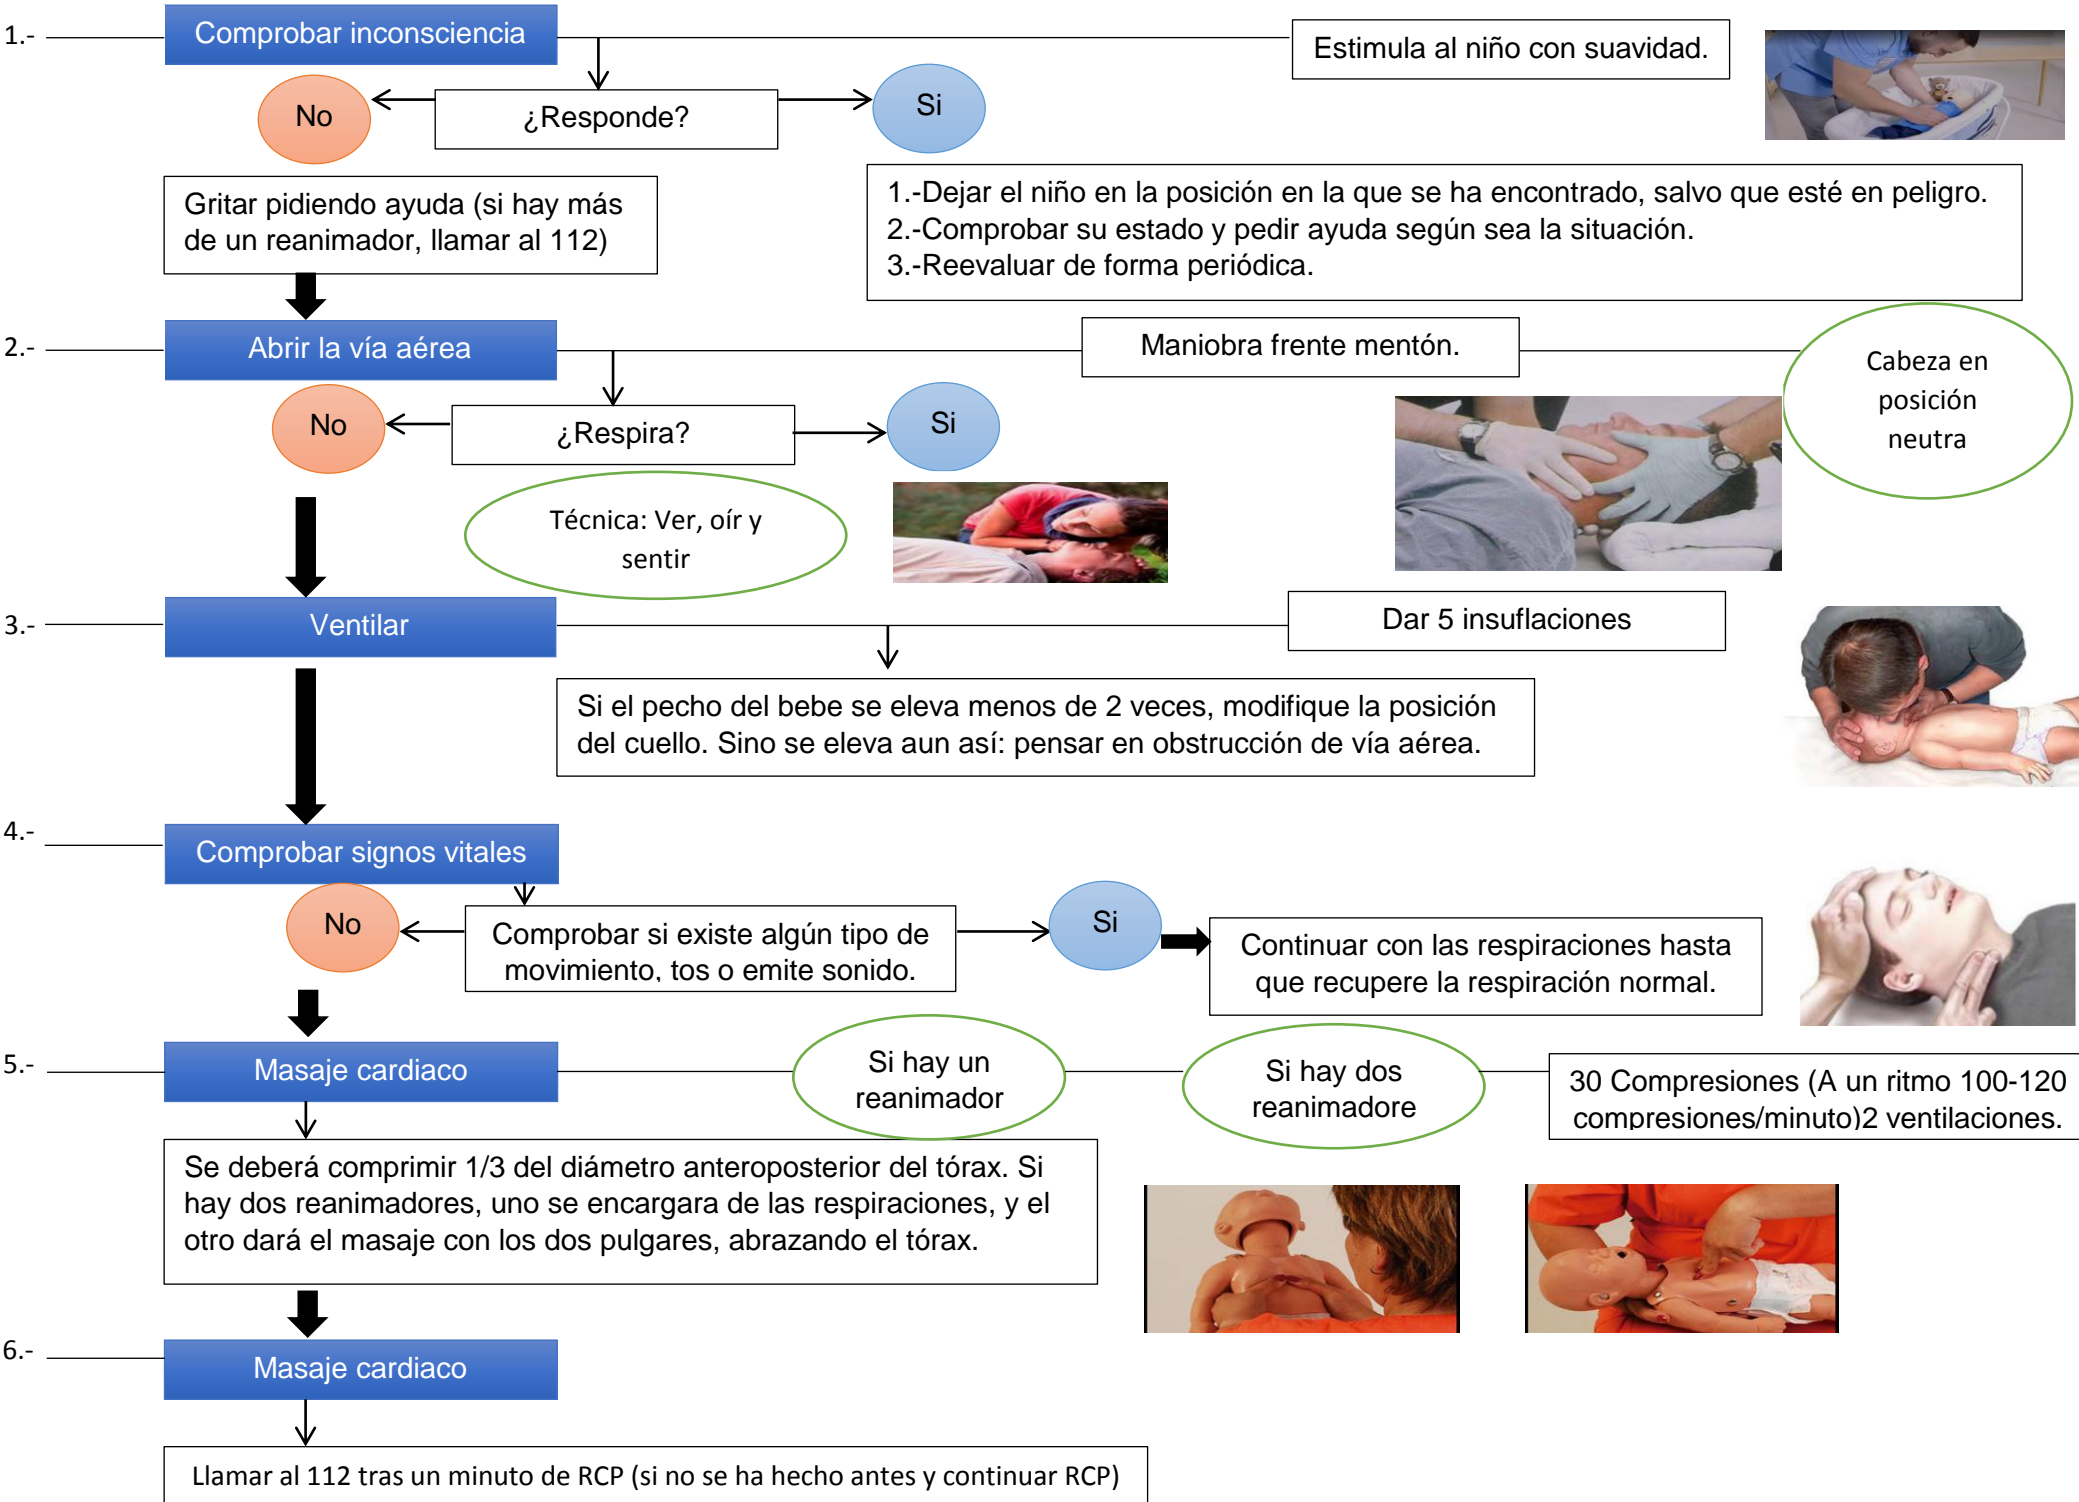 1.-
Comprobar inconsciencia
Estimula al niño con suavidad.
No
¿Responde?
Si
Gritar pidiendo ayuda (si hay más
de un reanimador, llamar al 112)
1.-Dejar el niño en la posición en la que se ha encontrado, salvo que esté en peligro.
2.-Comprobar su estado y pedir ayuda según sea la situación.
3.-Reevaluar de forma periódica.
2.-
Abrir la vía aérea
Maniobra frente mentón.
Cabeza en
posición
neutra
No
¿Respira?
Si
Técnica: Ver, oír y
sentir
3.-
Ventilar
Dar 5 insuflaciones
Si el pecho del bebe se eleva menos de 2 veces, modifique la posición
del cuello. Sino se eleva aun así: pensar en obstrucción de vía aérea.
4.-
Comprobar signos vitales
No
Comprobar si existe algún tipo de
movimiento, tos o emite sonido.
Si
Continuar con las respiraciones hasta
que recupere la respiración normal.
5.-
Masaje cardiaco
Si hay un
reanimador
Si hay dos
reanimadore
30 Compresiones (A un ritmo 100-120
compresiones/minuto)2 ventilaciones.
Se deberá comprimir 1/3 del diámetro anteroposterior del tórax. Si
hay dos reanimadores, uno se encargara de las respiraciones, y el
otro dará el masaje con los dos pulgares, abrazando el tórax.
6.-
Masaje cardiaco
Llamar al 112 tras un minuto de RCP (si no se ha hecho antes y continuar RCP)